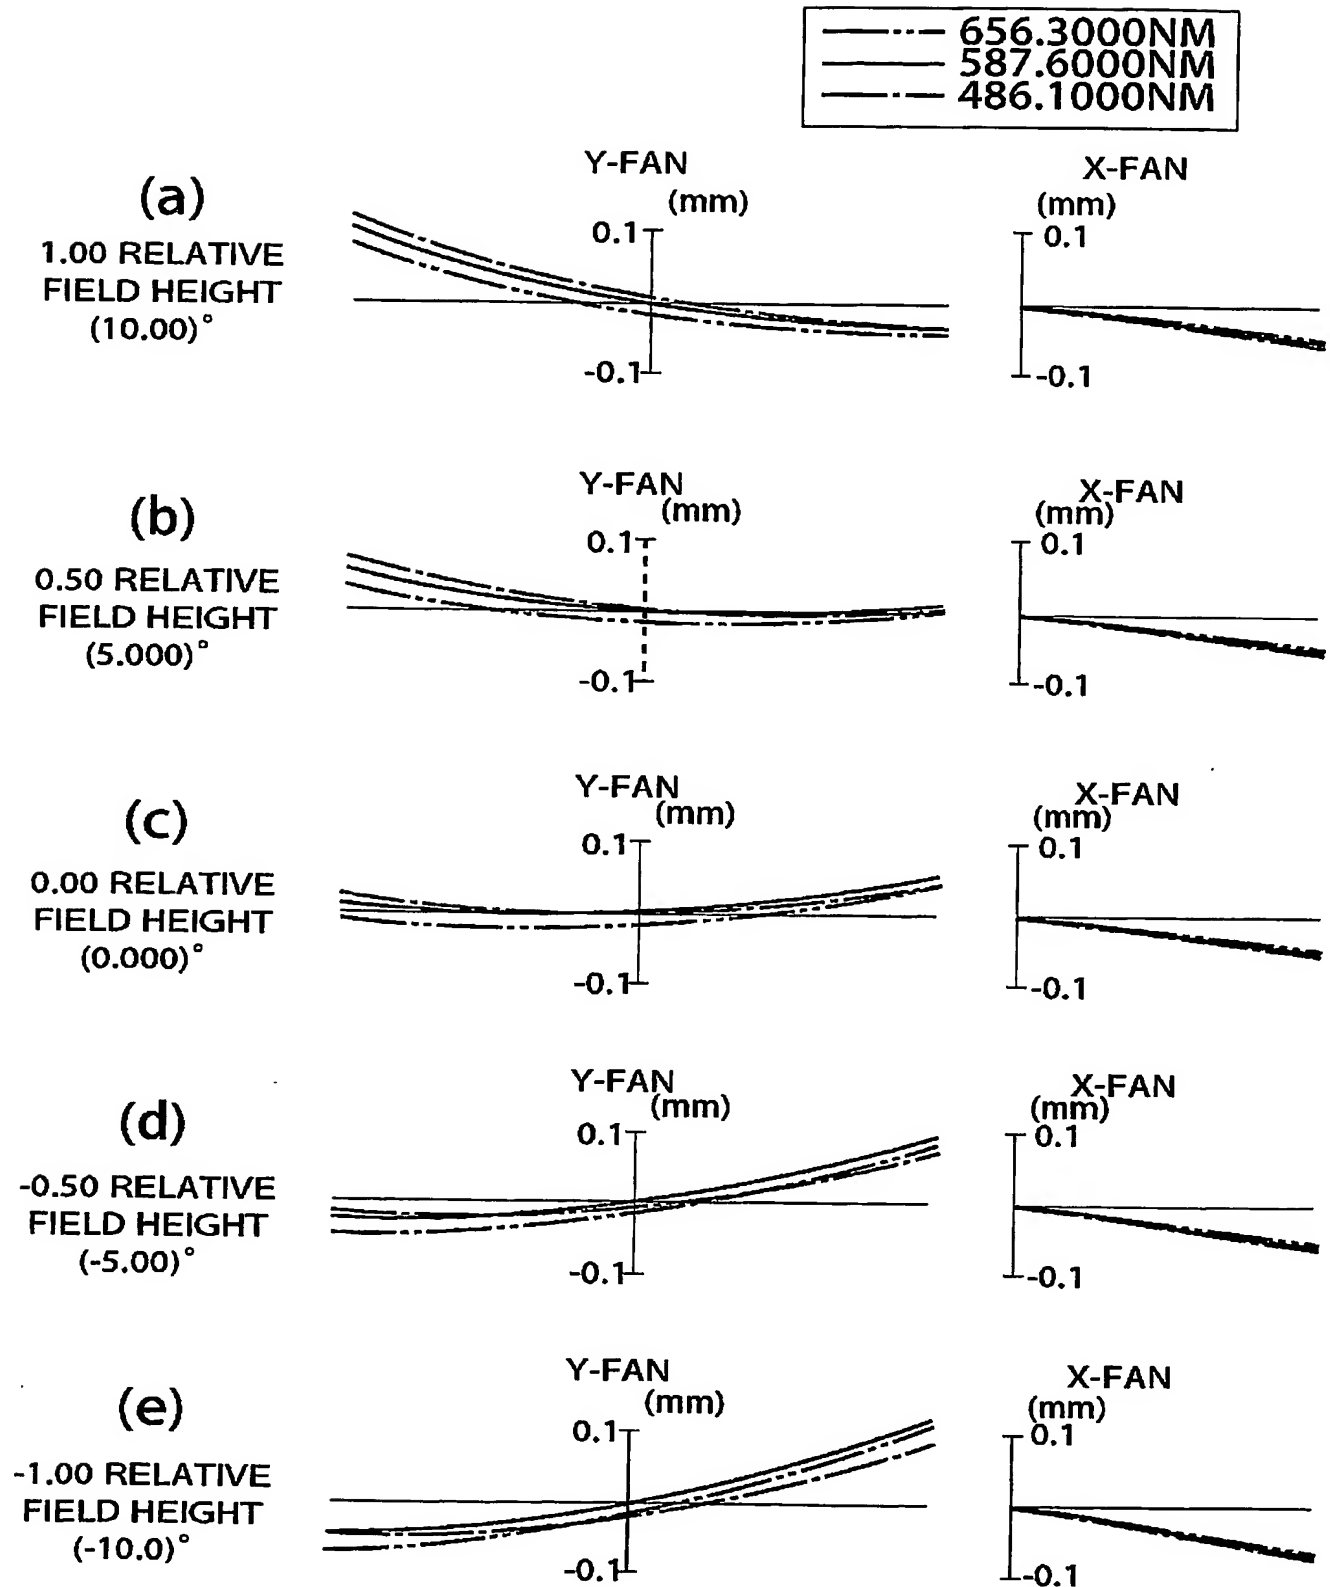 656.3000NM
587.6000NM
486.1000NM
(a)
1.00 RELATIVE
FIELD HEIGHT
(10.00)°
Y-FAN
(mm)
0.1
-0.1
X-FAN
(mm)
0.1
-0.1
(b)
0.50 RELATIVE
FIELD HEIGHT
(5.000)°
Y-FAN
(mm)
0.1
-0.1
X-FAN
(mm)
0.1
-0.1
(c)
0.00 RELATIVE
FIELD HEIGHT
(0.000)°
Y-FAN
(mm)
0.1
-0.1
X-FAN
(mm)
0.1
-0.1
(d)
-0.50 RELATIVE
FIELD HEIGHT
(-5.00)°
Y-FAN
(mm)
0.1
-0.1
X-FAN
(mm)
0.1
-0.1
(e)
-1.00 RELATIVE
FIELD HEIGHT
(-10.0)°
Y-FAN
(mm)
0.1
-0.1
X-FAN
(mm)
0.1
-0.1